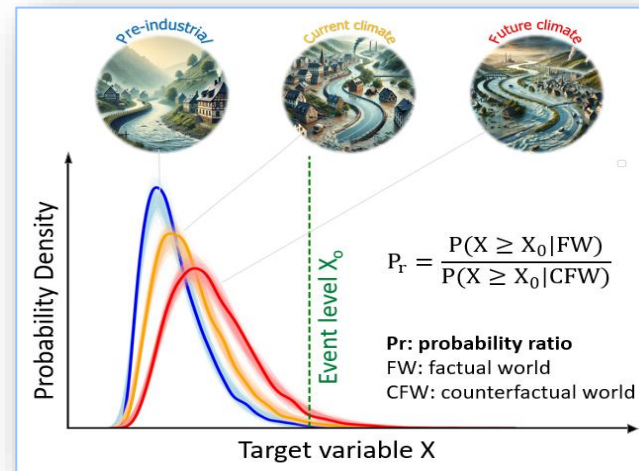 Pre-industrial
Current climate
Future climate
Probability Density
Event level X₀
P_r = P(X ≥ X₀|FW) / P(X ≥ X₀|CFW)
Pr: probability ratio
FW: factual world
CFW: counterfactual world
Target variable X